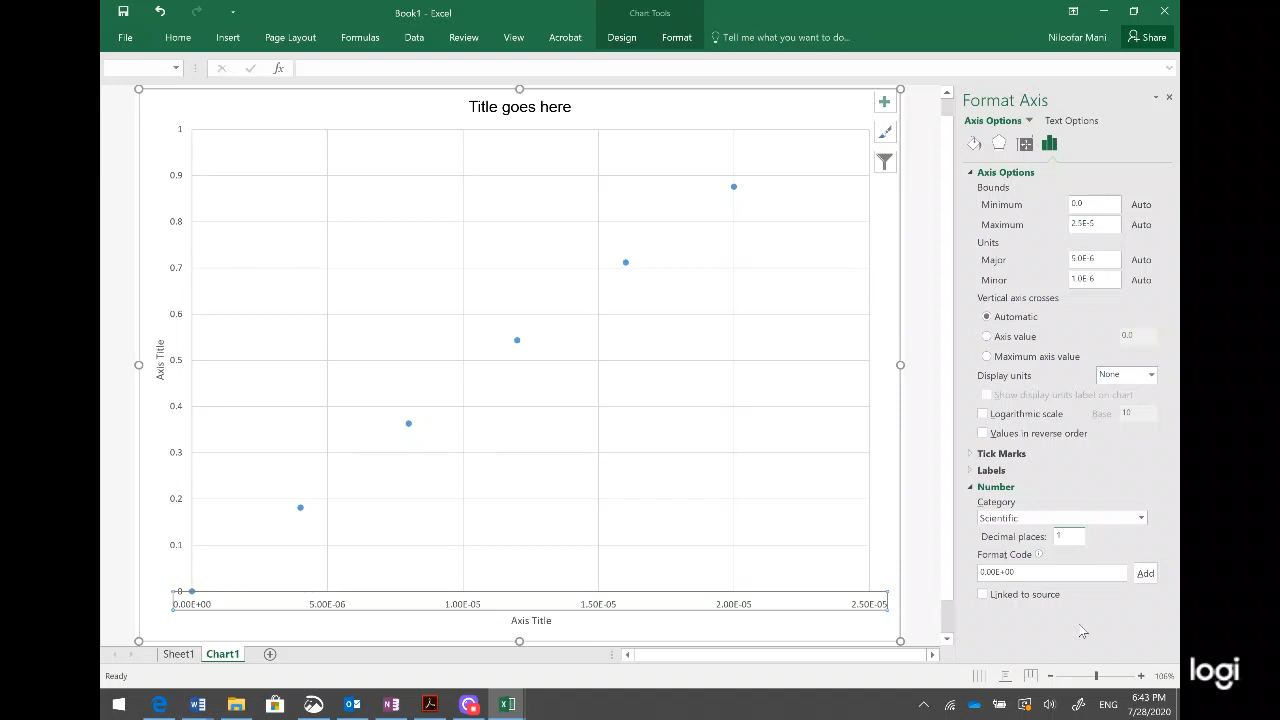 Book1 - Excel
Chart Tools
File Home Insert Page Layout Formulas Data Review View Acrobat Design Format Tell me what you want to do... Niloofar Mani Share
fx
Title goes here
1
0.9
0.8
0.7
0.6
0.5
0.4
0.3
0.2
0.1
0
Axis Title
0.00E+00 5.00E-06 1.00E-05 1.50E-05 2.00E-05 2.50E-05
Axis Title
Format Axis
Axis Options Text Options
Axis Options
Bounds
Minimum 0.0 Auto
Maximum 2.5E-5 Auto
Units
Major 5.0E-6 Auto
Minor 1.0E-6 Auto
Vertical axis crosses
Automatic
Axis value 0.0
Maximum axis value
Display units None
Show display units label on chart
Logarithmic scale Base 10
Values in reverse order
Tick Marks
Labels
Number
Category
Scientific
Decimal places: 1
Format Code
0.00E+00 Add
Linked to source
Sheet1 Chart1
Ready 106%
ENG
6:43 PM
7/28/2020
logi